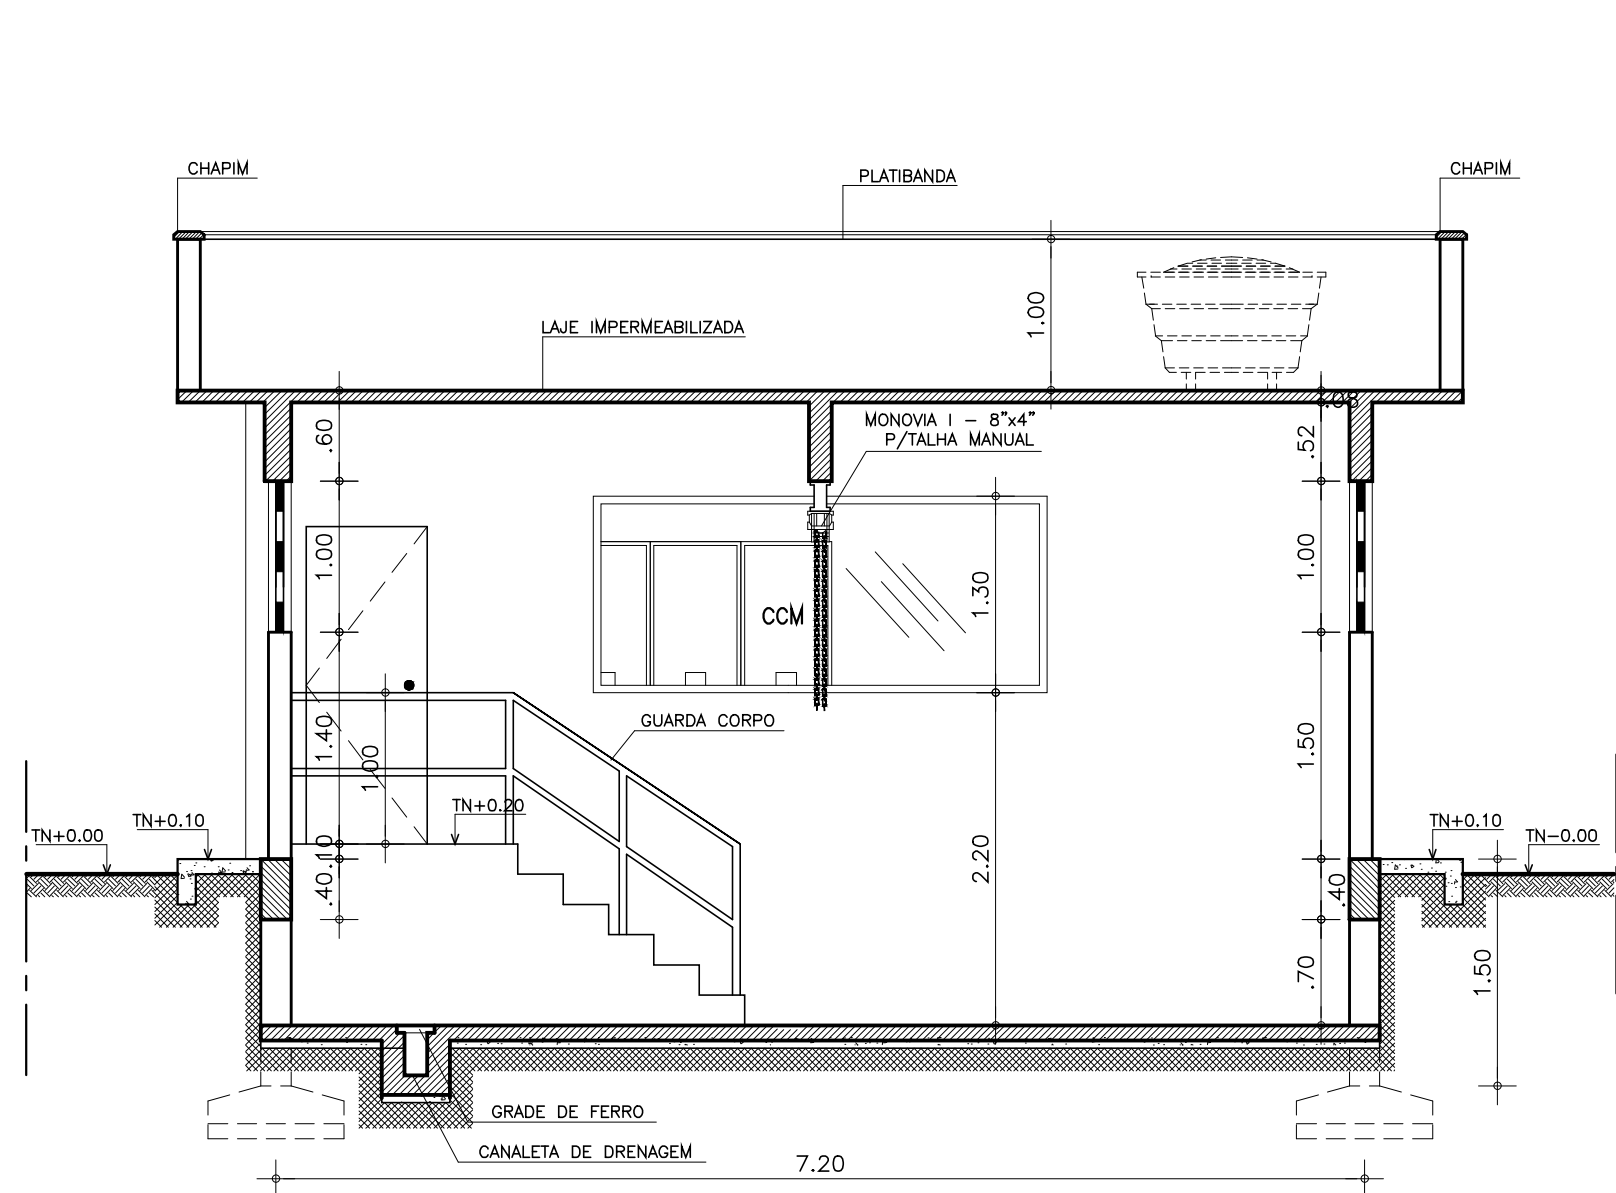 CHAPIM
PLATIBANDA
CHAPIM
1.00
LAJE IMPERMEABILIZADA
.08
MONOVIA I - 8"x4"
P/TALHA MANUAL
.60
.52
1.00
1.30
1.00
CCM
GUARDA CORPO
1.40
1.00
1.50
TN+0.20
TN+0.00
TN+0.10
TN+0.10
TN-0.00
.10
.40
2.20
.40
.70
1.50
GRADE DE FERRO
CANALETA DE DRENAGEM
7.20